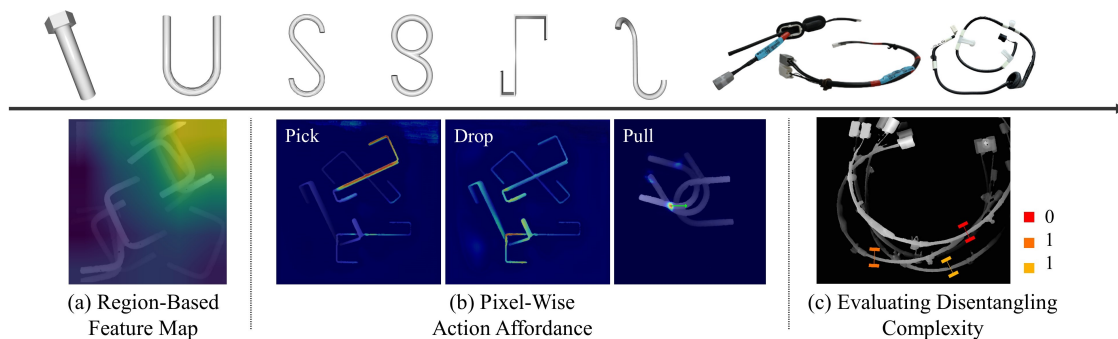 Pick
Drop
Pull
0
1
1
(a) Region-Based
Feature Map
(b) Pixel-Wise
Action Affordance
(c) Evaluating Disentangling
Complexity